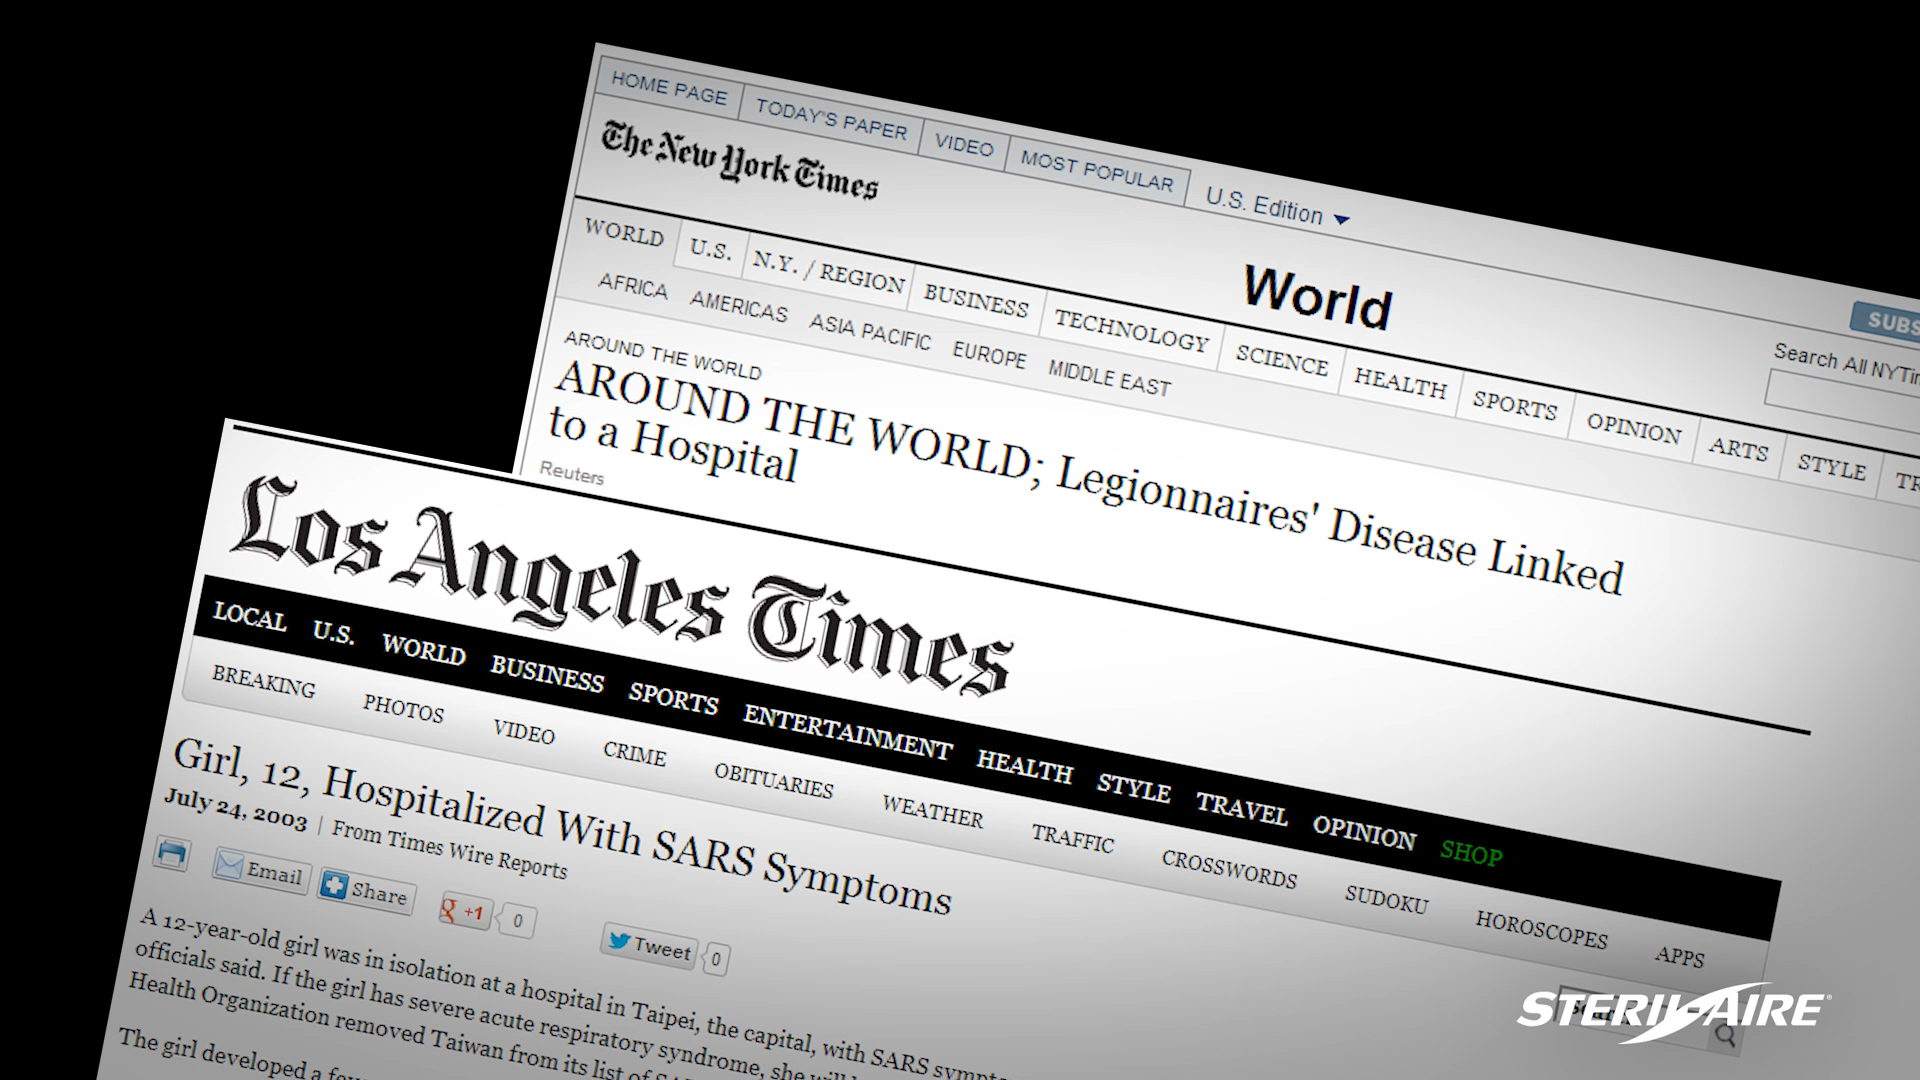 HOME PAGE TODAY'S PAPER VIDEO MOST POPULAR U.S. Edition
The New York Times
World
SUBS
WORLD U.S. N.Y. / REGION BUSINESS TECHNOLOGY SCIENCE HEALTH SPORTS OPINION ARTS STYLE TR
Search All NYTim
AFRICA AMERICAS ASIA PACIFIC EUROPE MIDDLE EAST
AROUND THE WORLD
AROUND THE WORLD; Legionnaires' Disease Linked
to a Hospital
Reuters
Los Angeles Times
LOCAL U.S. WORLD BUSINESS SPORTS ENTERTAINMENT HEALTH STYLE TRAVEL OPINION SHOP
BREAKING PHOTOS VIDEO CRIME OBITUARIES WEATHER TRAFFIC CROSSWORDS SUDOKU HOROSCOPES APPS
Girl, 12, Hospitalized With SARS Symptoms
July 24, 2003 | From Times Wire Reports
Email Share g +1 0 Tweet 0
A 12-year-old girl was in isolation at a hospital in Taipei, the capital, with SARS sympto
officials said. If the girl has severe acute respiratory syndrome, she will
Health Organization removed Taiwan from its list of
The girl developed a few
STERIL-AIRE®